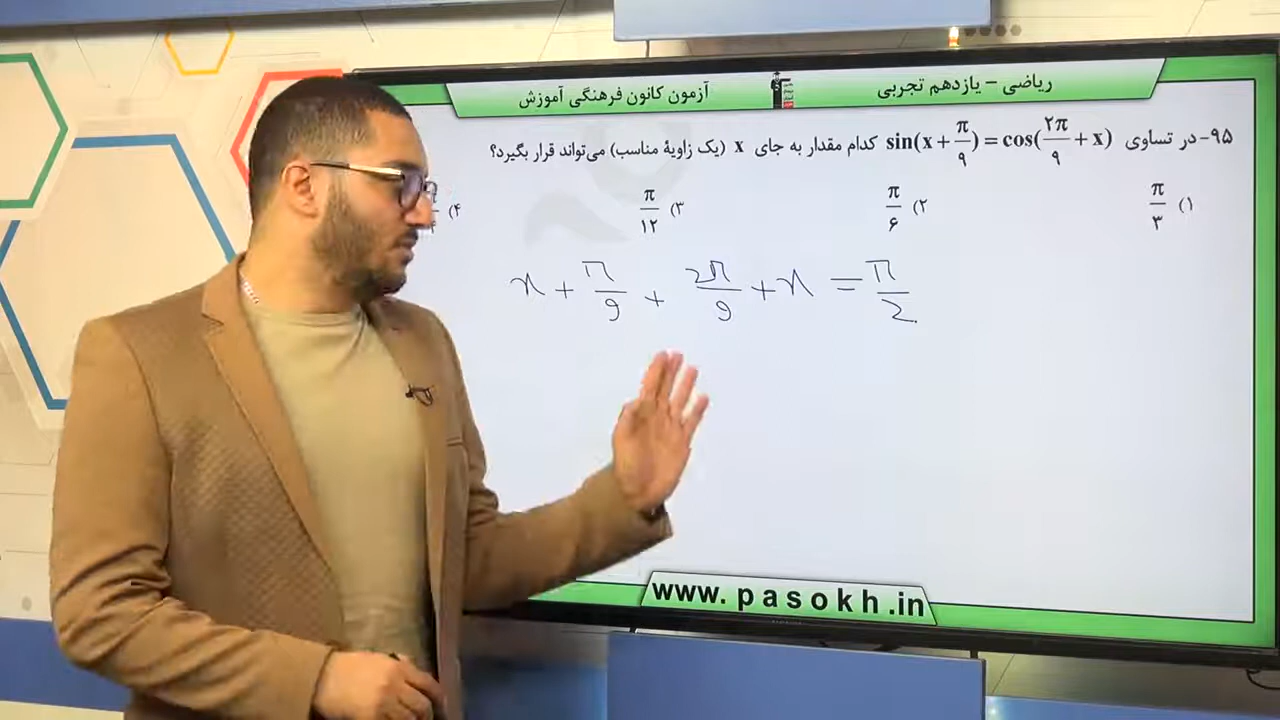 ریاضی – یازدهم تجربی
آزمون کانون فرهنگی آموزش
۹۵- در تساوی sin(x + π/۹) = cos(۲π/۹ + x) کدام مقدار به جای x (یک زاویهٔ مناسب) می‌تواند قرار بگیرد؟
۱) π/۳
۲) π/۶
۳) π/۱۲
۴)
x + π/9 + 2π/9 + x = π/2
www.pasokh.in